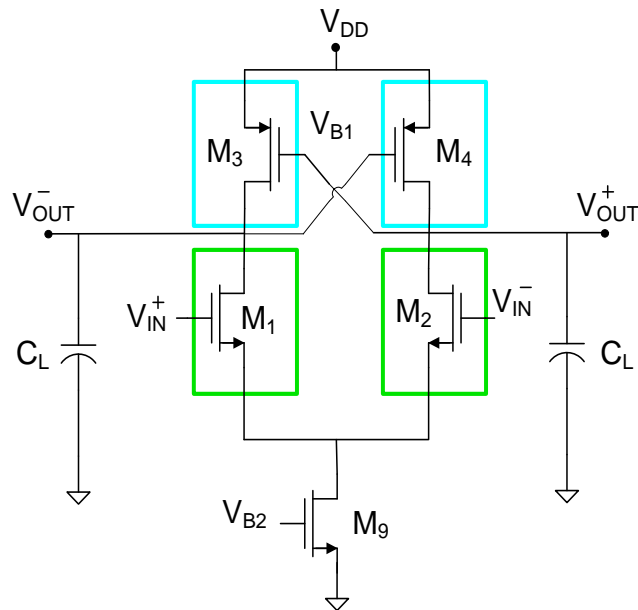 V_DD
M_3
V_B1
M_4
V_OUT^-
V_OUT^+
V_IN^+
M_1
M_2
V_IN^-
C_L
C_L
V_B2
M_9